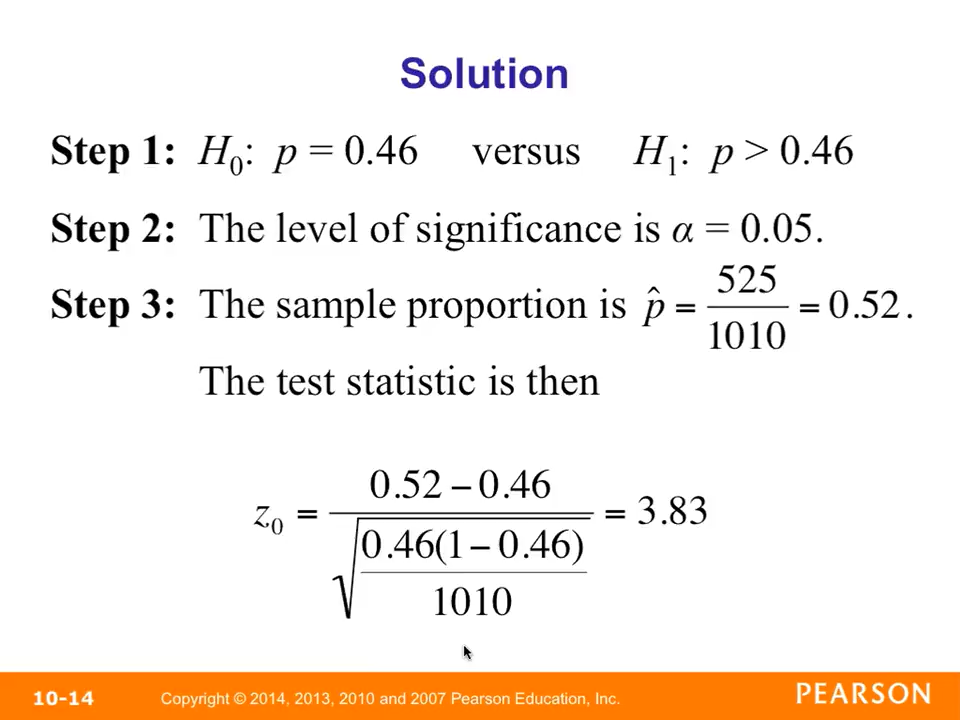 Solution
Step 1: H₀: p = 0.46 versus H₁: p > 0.46
Step 2: The level of significance is α = 0.05.
Step 3: The sample proportion is p̂ = 525/1010 = 0.52.
The test statistic is then
z₀ = (0.52 − 0.46)/√(0.46(1 − 0.46)/1010) = 3.83
10-14 Copyright © 2014, 2013, 2010 and 2007 Pearson Education, Inc. PEARSON